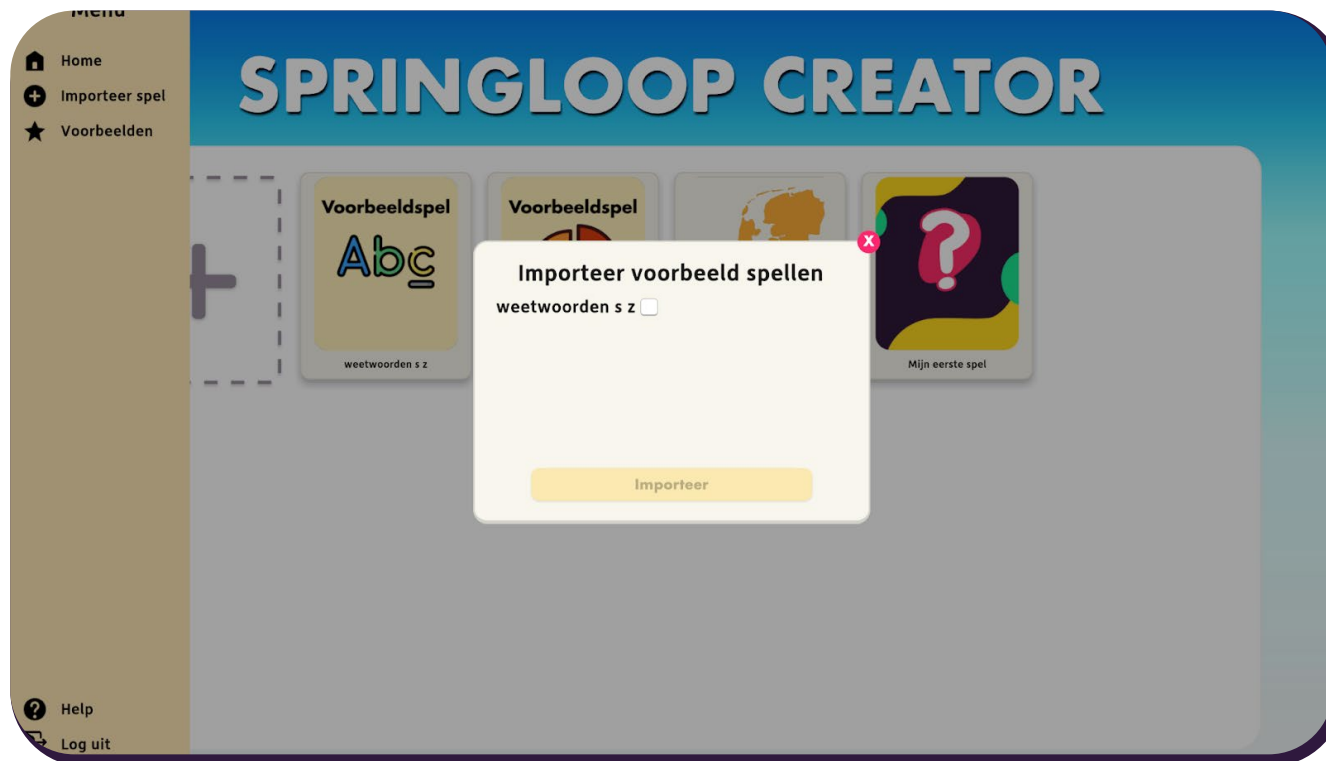 Menu
Home
Importeer spel
Voorbeelden
SPRINGLOOP CREATOR
Voorbeeldspel
Abc
weetwoorden s z
Voorbeeldspel
?
Mijn eerste spel
X
Importeer voorbeeld spellen
weetwoorden s z
Importeer
Help
Log uit